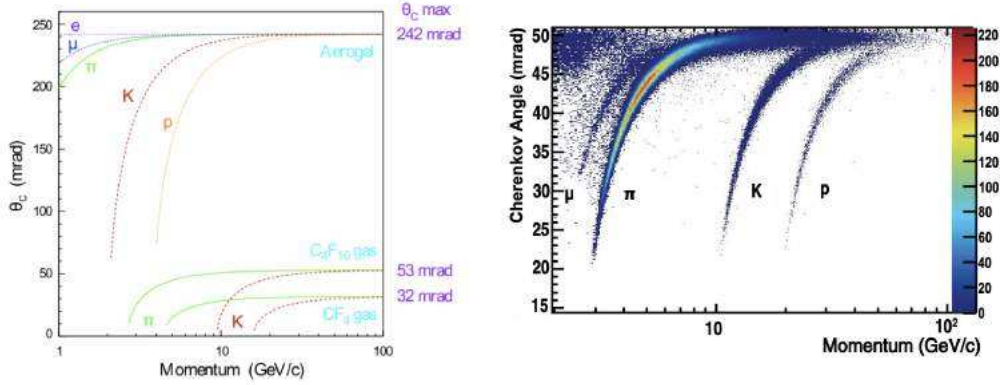 θC max
242 mrad
Aerogel
e
μ
π
K
p
C4F10 gas
53 mrad
32 mrad
CF4 gas
π
K
250
200
150
100
50
0
1
10
100
θC (mrad)
Momentum (GeV/c)
Cherenkov Angle (mrad)
50
45
40
35
30
25
20
15
μ
π
K
p
10
10²
Momentum (GeV/c)
220
200
180
160
140
120
100
80
60
40
20
0